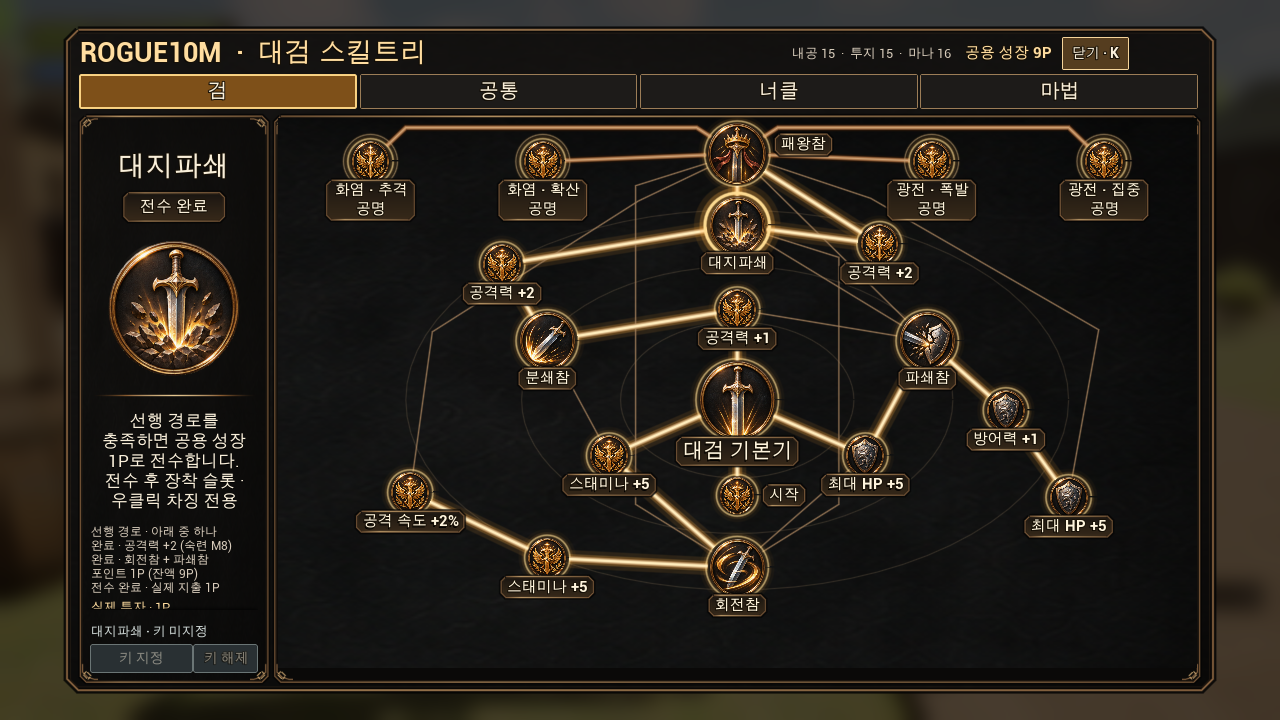 ROGUE10M · 대검 스킬트리
내공 15 · 투지 15 · 마나 16 공용 성장 9P 닫기 · K
검 공통 너클 마법
대지파쇄
전수 완료
선행 경로를
충족하면 공용 성장
1P로 전수합니다.
전수 후 장착 슬롯 ·
우클릭 차징 전용
선행 경로 · 아래 중 하나
완료 · 공격력 +2 (숙련 M8)
완료 · 회전참 + 파쇄참
포인트 1P (잔액 9P)
전수 완료 · 실제 지출 1P
실제 투자 · 1P
대지파쇄 · 키 미지정
키 지정 키 해제
패왕참
화염 · 추격
공명
화염 · 확산
공명
광전 · 폭발
공명
광전 · 집중
공명
대지파쇄
공격력 +2
공격력 +2
공격력 +1
분쇄참
파쇄참
방어력 +1
대검 기본기
스태미나 +5
최대 HP +5
시작
공격 속도 +2%
최대 HP +5
스태미나 +5
회전참